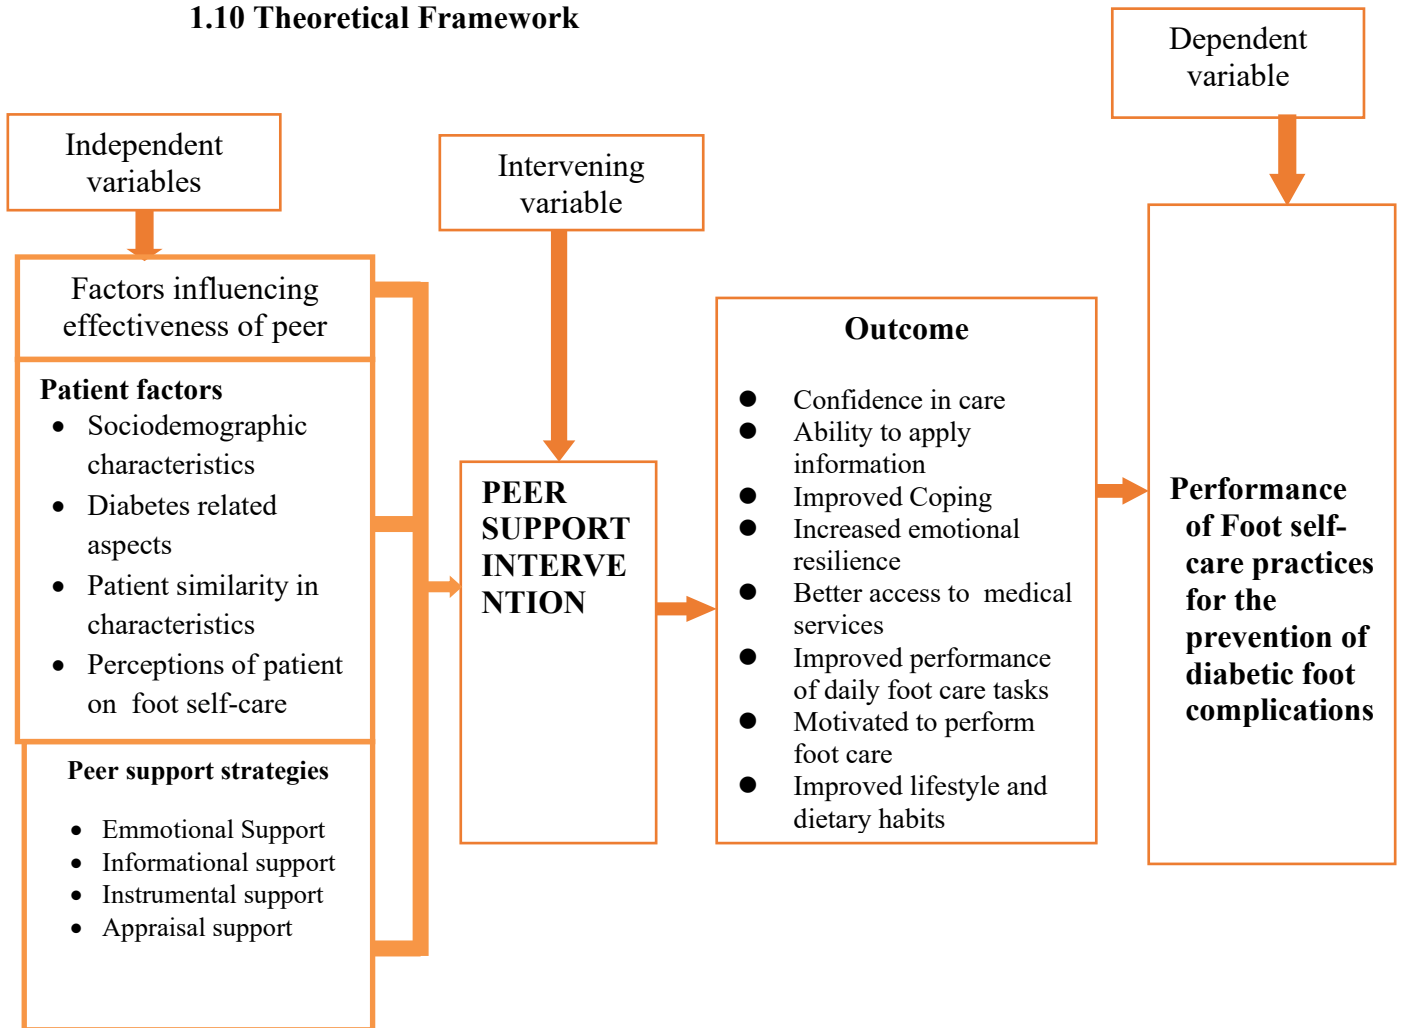 1.10 Theoretical Framework
Dependent
variable
Independent
variables
Intervening
variable
Factors influencing
effectiveness of peer
Patient factors
• Sociodemographic
characteristics
• Diabetes related
aspects
• Patient similarity in
characteristics
• Perceptions of patient
on foot self-care
Peer support strategies
• Emmotional Support
• Informational support
• Instrumental support
• Appraisal support
PEER
SUPPORT
INTERVE
NTION
Outcome
● Confidence in care
● Ability to apply
information
● Improved Coping
● Increased emotional
resilience
● Better access to medical
services
● Improved performance
of daily foot care tasks
● Motivated to perform
foot care
● Improved lifestyle and
dietary habits
Performance
of Foot self-
care practices
for the
prevention of
diabetic foot
complications